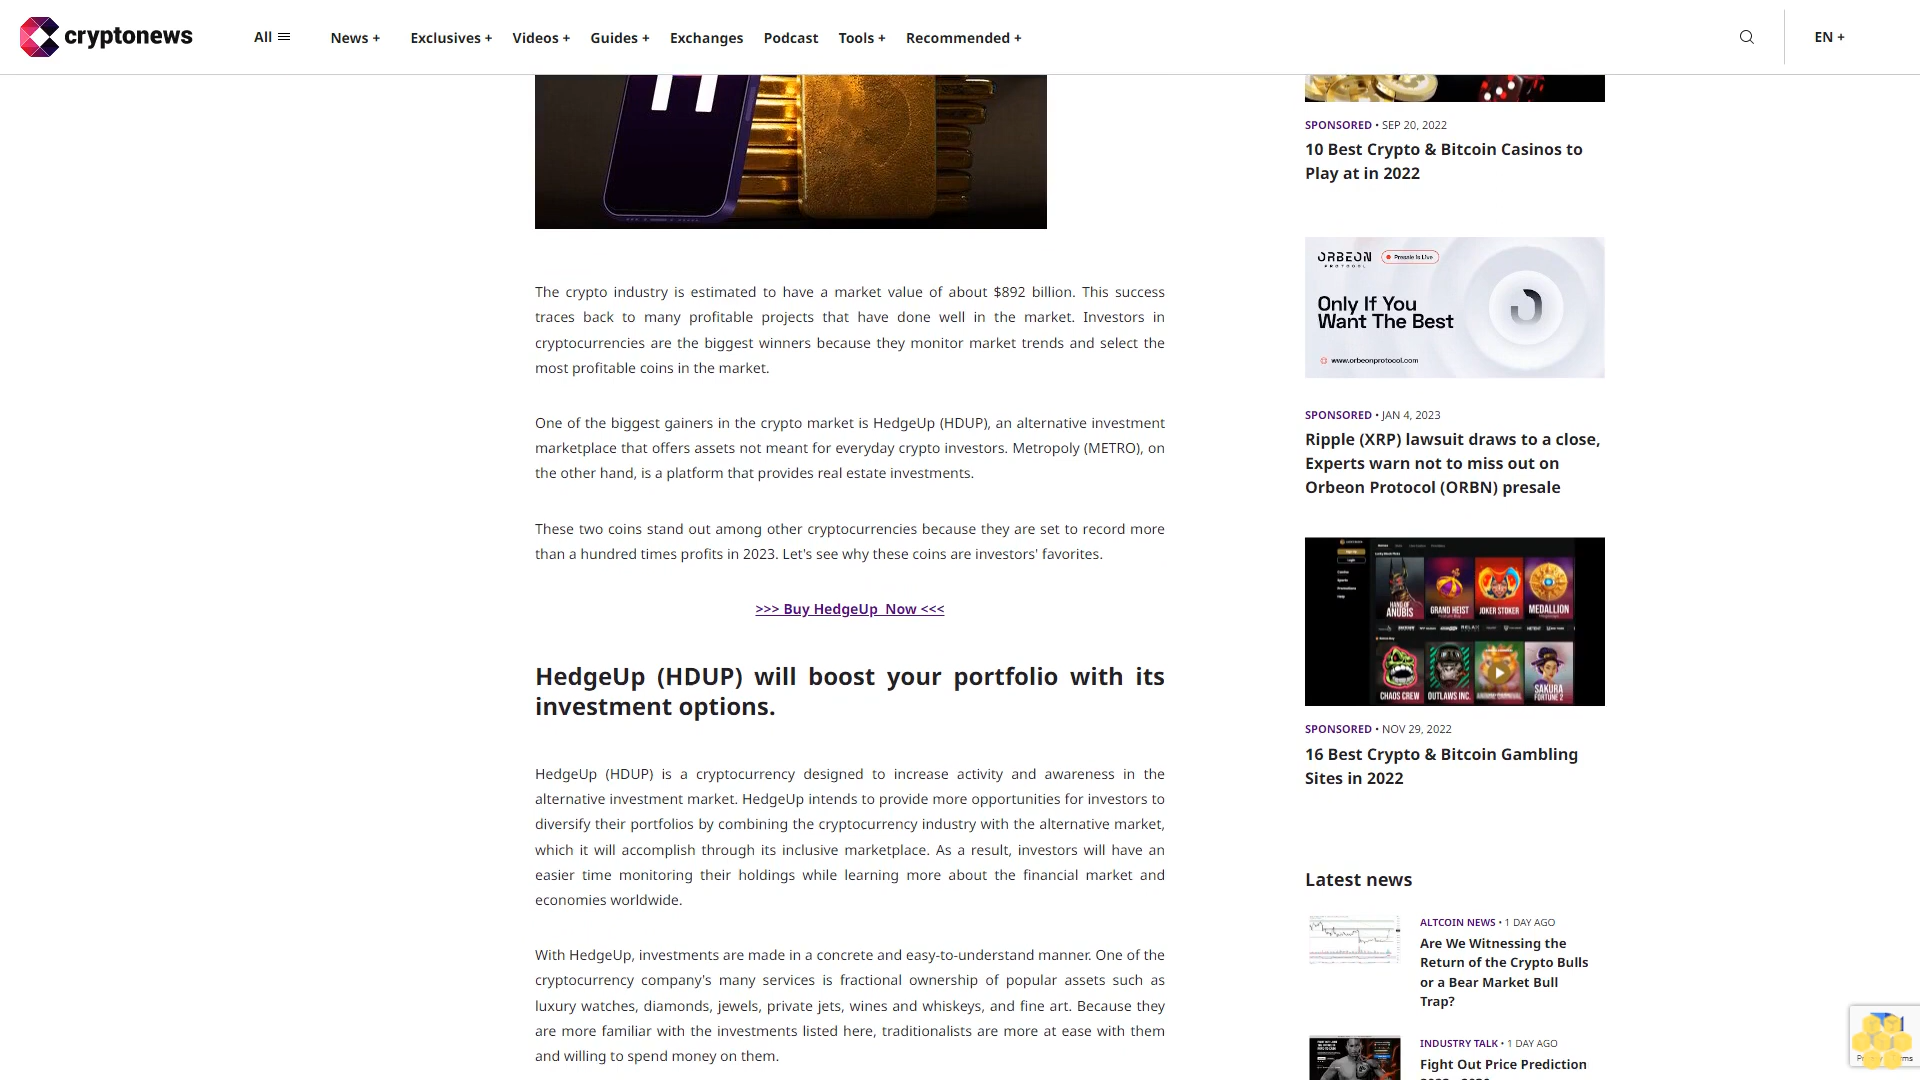 cryptonews
All
News +
Exclusives +
Videos +
Guides +
Exchanges
Podcast
Tools +
Recommended +
EN +
The crypto industry is estimated to have a market value of about $892 billion. This success
traces back to many profitable projects that have done well in the market. Investors in
cryptocurrencies are the biggest winners because they monitor market trends and select the
most profitable coins in the market.
One of the biggest gainers in the crypto market is HedgeUp (HDUP), an alternative investment
marketplace that offers assets not meant for everyday crypto investors. Metropoly (METRO), on
the other hand, is a platform that provides real estate investments.
These two coins stand out among other cryptocurrencies because they are set to record more
than a hundred times profits in 2023. Let's see why these coins are investors' favorites.
>>> Buy HedgeUp Now <<<
HedgeUp (HDUP) will boost your portfolio with its
investment options.
HedgeUp (HDUP) is a cryptocurrency designed to increase activity and awareness in the
alternative investment market. HedgeUp intends to provide more opportunities for investors to
diversify their portfolios by combining the cryptocurrency industry with the alternative market,
which it will accomplish through its inclusive marketplace. As a result, investors will have an
easier time monitoring their holdings while learning more about the financial market and
economies worldwide.
With HedgeUp, investments are made in a concrete and easy-to-understand manner. One of the
cryptocurrency company's many services is fractional ownership of popular assets such as
luxury watches, diamonds, jewels, private jets, wines and whiskeys, and fine art. Because they
are more familiar with the investments listed here, traditionalists are more at ease with them
and willing to spend money on them.
SPONSORED • SEP 20, 2022
10 Best Crypto & Bitcoin Casinos to
Play at in 2022
ORBEON
PROTOCOL
Presale Is Live
Only If You
Want The Best
www.orbeonprotocol.com
SPONSORED • JAN 4, 2023
Ripple (XRP) lawsuit draws to a close,
Experts warn not to miss out on
Orbeon Protocol (ORBN) presale
HAND OF
ANUBIS
GRAND HEIST
JOKER STOKER
MEDALLION
CHAOS CREW
OUTLAWS INC.
SAKURA
FORTUNE 2
SPONSORED • NOV 29, 2022
16 Best Crypto & Bitcoin Gambling
Sites in 2022
Latest news
ALTCOIN NEWS • 1 DAY AGO
Are We Witnessing the
Return of the Crypto Bulls
or a Bear Market Bull
Trap?
INDUSTRY TALK • 1 DAY AGO
Fight Out Price Prediction